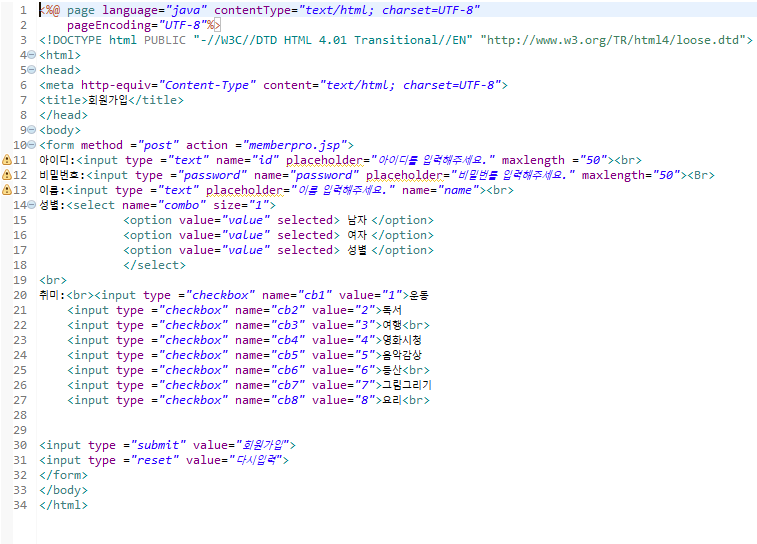 1 <%@ page language="java" contentType="text/html; charset=UTF-8"
2 pageEncoding="UTF-8"%>
3 <!DOCTYPE html PUBLIC "-//W3C//DTD HTML 4.01 Transitional//EN" "http://www.w3.org/TR/html4/loose.dtd">
4 <html>
5 <head>
6 <meta http-equiv="Content-Type" content="text/html; charset=UTF-8">
7 <title>회원가입</title>
8 </head>
9 <body>
10 <form method ="post" action ="memberpro.jsp">
11 아이디:<input type ="text" name="id" placeholder="아이디를 입력해주세요." maxlength ="50"><br>
12 비밀번호:<input type ="password" name="password" placeholder="비밀번를 입력해주세요." maxlength="50"><Br>
13 이름:<input type ="text" placeholder="이믈 입력해주세요." name="name"><br>
14 성별:<select name="combo" size="1">
15 <option value="value" selected> 남자 </option>
16 <option value="value" selected> 여자 </option>
17 <option value="value" selected> 성별 </option>
18 </select>
19 <br>
20 취미:<br><input type ="checkbox" name="cb1" value="1">운동
21 <input type ="checkbox" name="cb2" value="2">독서
22 <input type ="checkbox" name="cb3" value="3">여행<br>
23 <input type ="checkbox" name="cb4" value="4">영화시청
24 <input type ="checkbox" name="cb5" value="5">음악감상
25 <input type ="checkbox" name="cb6" value="6">등산<br>
26 <input type ="checkbox" name="cb7" value="7">그림그리기
27 <input type ="checkbox" name="cb8" value="8">요리<br>
28
29
30 <input type ="submit" value="회원가입">
31 <input type ="reset" value="다시입력">
32 </form>
33 </body>
34 </html>